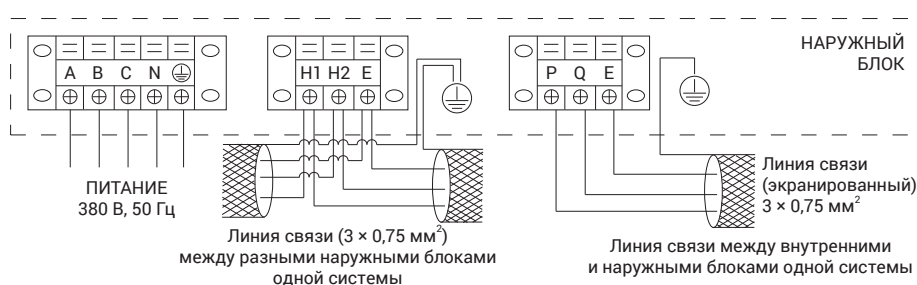 НАРУЖНЫЙ
БЛОК
A B C N
H1 H2 E
P Q E
ПИТАНИЕ
380 В, 50 Гц
Линия связи (3 × 0,75 мм²)
между разными наружными блоками
одной системы
Линия связи
(экранированный)
3 × 0,75 мм²
Линия связи между внутренними
и наружными блоками одной системы